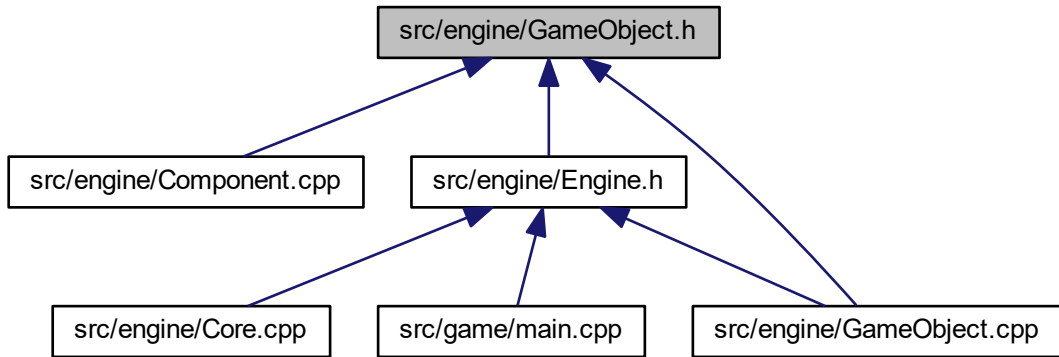 src/engine/GameObject.h
src/engine/Component.cpp
src/engine/Engine.h
src/engine/Core.cpp
src/game/main.cpp
src/engine/GameObject.cpp